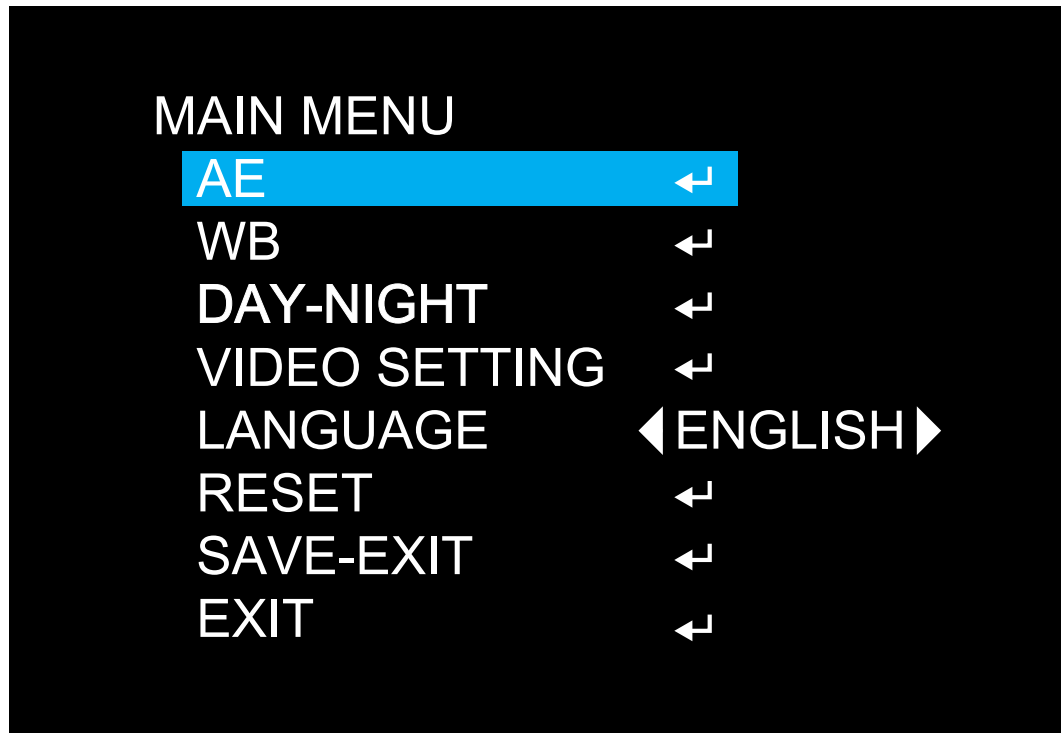 MAIN MENU
AE ↵
WB ↵
DAY-NIGHT ↵
VIDEO SETTING ↵
LANGUAGE ◀ ENGLISH ▶
RESET ↵
SAVE-EXIT ↵
EXIT ↵